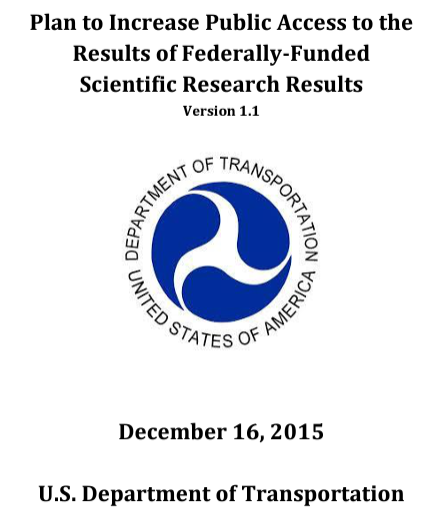 Plan to Increase Public Access to the
Results of Federally-Funded
Scientific Research Results
Version 1.1
DEPARTMENT OF TRANSPORTATION
UNITED STATES OF AMERICA
December 16, 2015
U.S. Department of Transportation